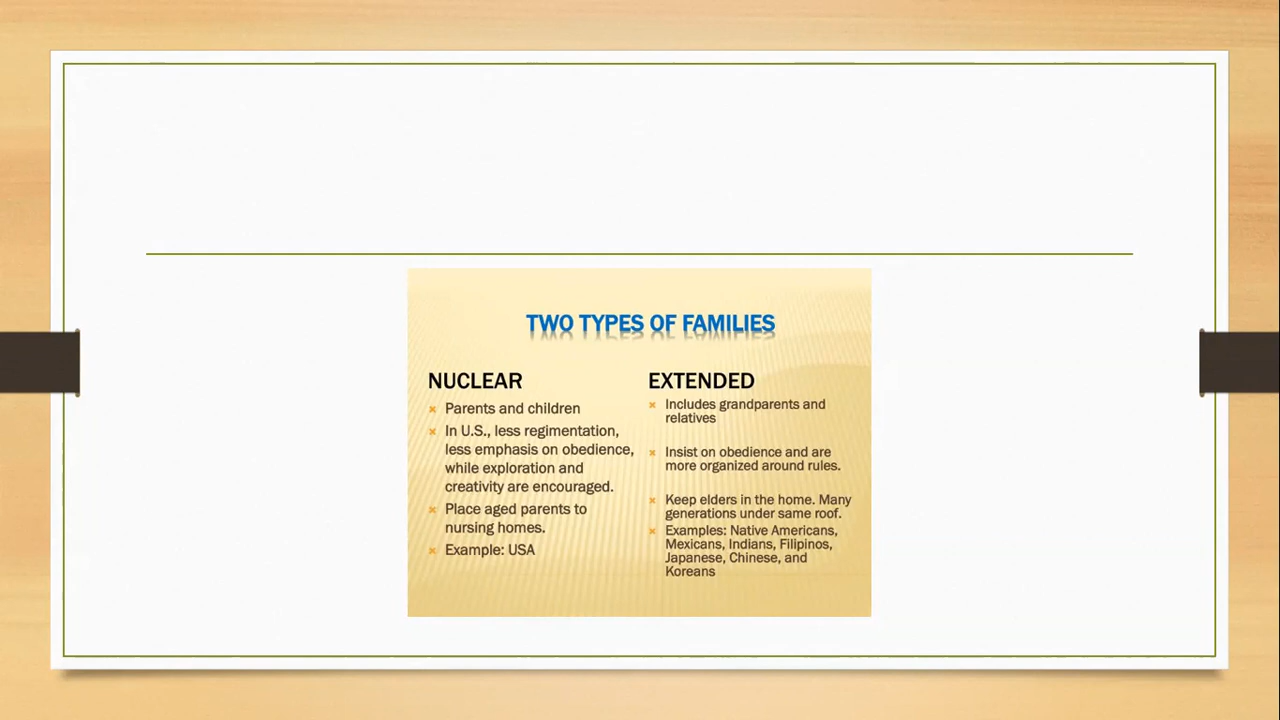 TWO TYPES OF FAMILIES
NUCLEAR
Parents and children
In U.S., less regimentation,
less emphasis on obedience,
while exploration and
creativity are encouraged.
Place aged parents to
nursing homes.
Example: USA
EXTENDED
Includes grandparents and
relatives
Insist on obedience and are
more organized around rules.
Keep elders in the home. Many
generations under same roof.
Examples: Native Americans,
Mexicans, Indians, Filipinos,
Japanese, Chinese, and
Koreans